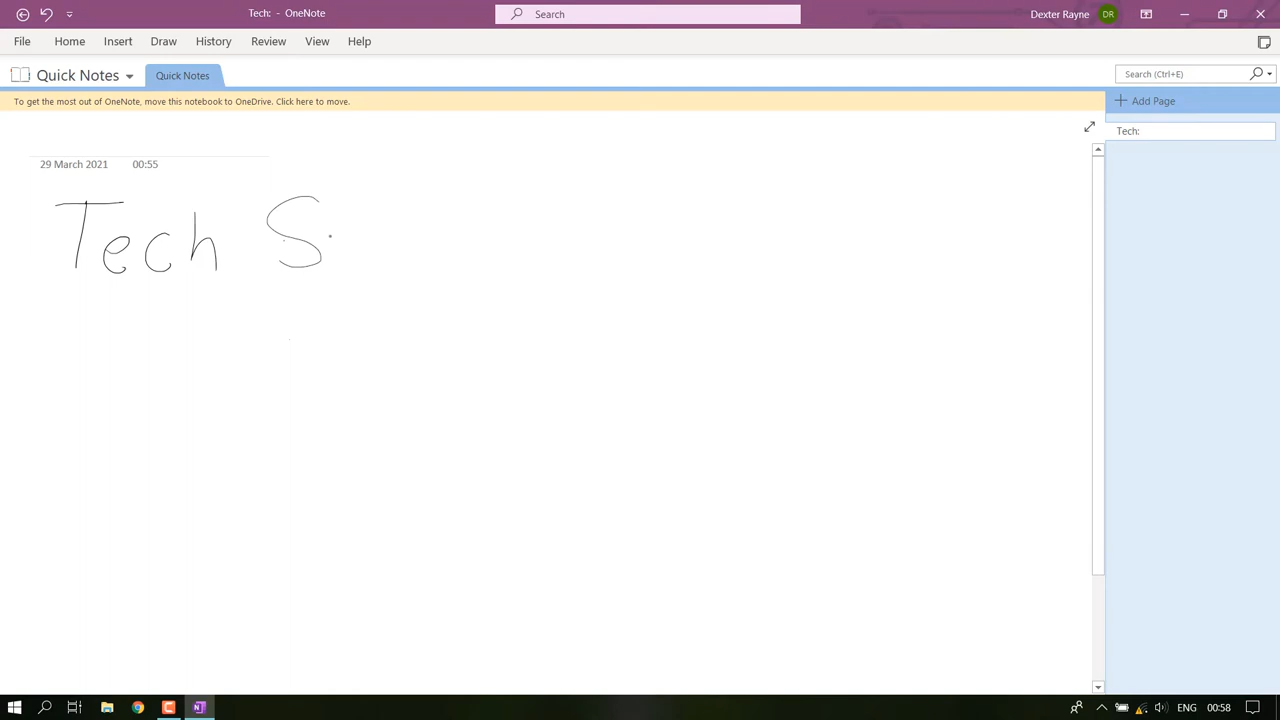 Tech: - OneNote
Search
Dexter Rayne
DR
File Home Insert Draw History Review View Help
Quick Notes
Quick Notes
Search (Ctrl+E)
To get the most out of OneNote, move this notebook to OneDrive. Click here to move.
Add Page
Tech:
29 March 2021 00:55
Tech S
ENG 00:58